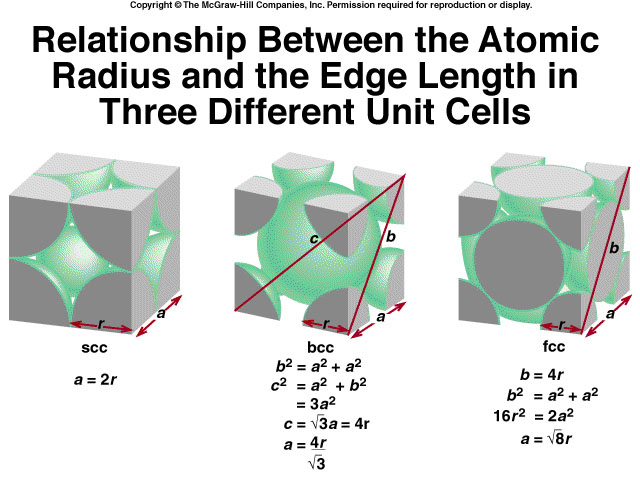 Copyright © The McGraw-Hill Companies, Inc. Permission required for reproduction or display.
Relationship Between the Atomic
Radius and the Edge Length in
Three Different Unit Cells
r
a
c
b
r
a
b
r
a
scc
bcc
fcc
a = 2r
b² = a² + a²
c² = a² + b²
= 3a²
c = √3a = 4r
a = 4r/√3
b = 4r
b² = a² + a²
16r² = 2a²
a = √8r